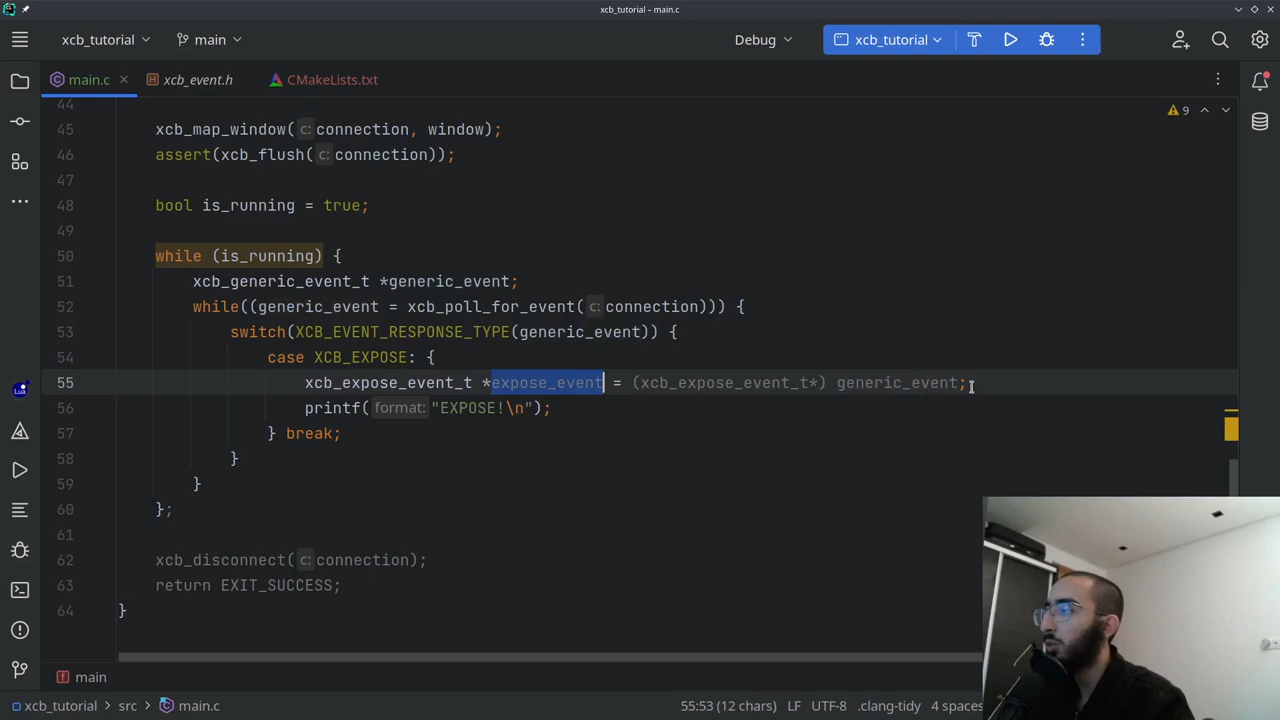 xcb_tutorial – main.c
xcb_tutorial
main
Debug
xcb_tutorial
main.c
xcb_event.h
CMakeLists.txt
44
9
45 xcb_map_window( c: connection, window);
46 assert(xcb_flush( c: connection));
47
48 bool is_running = true;
49
50 while (is_running) {
51 xcb_generic_event_t *generic_event;
52 while((generic_event = xcb_poll_for_event( c: connection))) {
53 switch(XCB_EVENT_RESPONSE_TYPE(generic_event)) {
54 case XCB_EXPOSE: {
55 xcb_expose_event_t *expose_event = (xcb_expose_event_t*) generic_event;
56 printf( format: "EXPOSE!\n");
57 } break;
58 }
59 }
60 };
61
62 xcb_disconnect( c: connection);
63 return EXIT_SUCCESS;
64 }
Lua
f main
xcb_tutorial > src > main.c
55:53 (12 chars) LF UTF-8 .clang-tidy 4 spaces